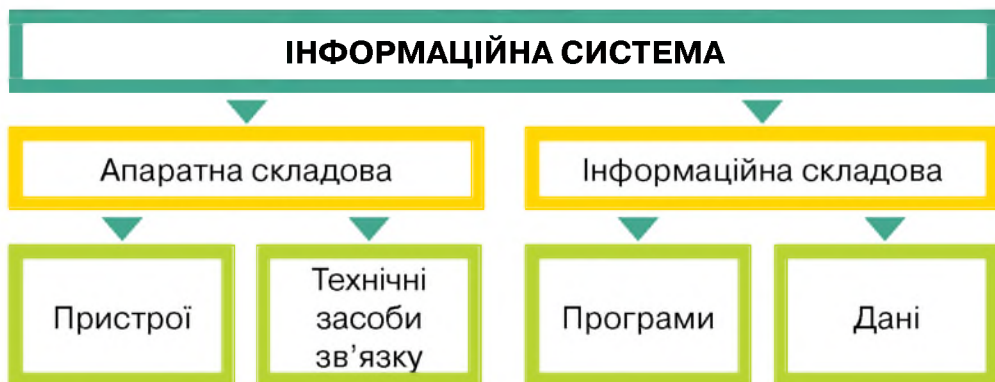 ІНФОРМАЦІЙНА СИСТЕМА
Апаратна складова
Інформаційна складова
Пристрої
Технічні
засоби
зв’язку
Програми
Дані